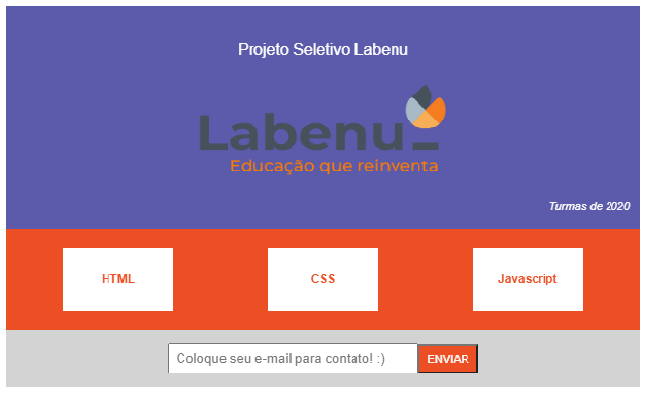 Projeto Seletivo Labenu
Labenu_
Educação que reinventa
Turmas de 2020
HTML
CSS
Javascript
Coloque seu e-mail para contato! :)
ENVIAR